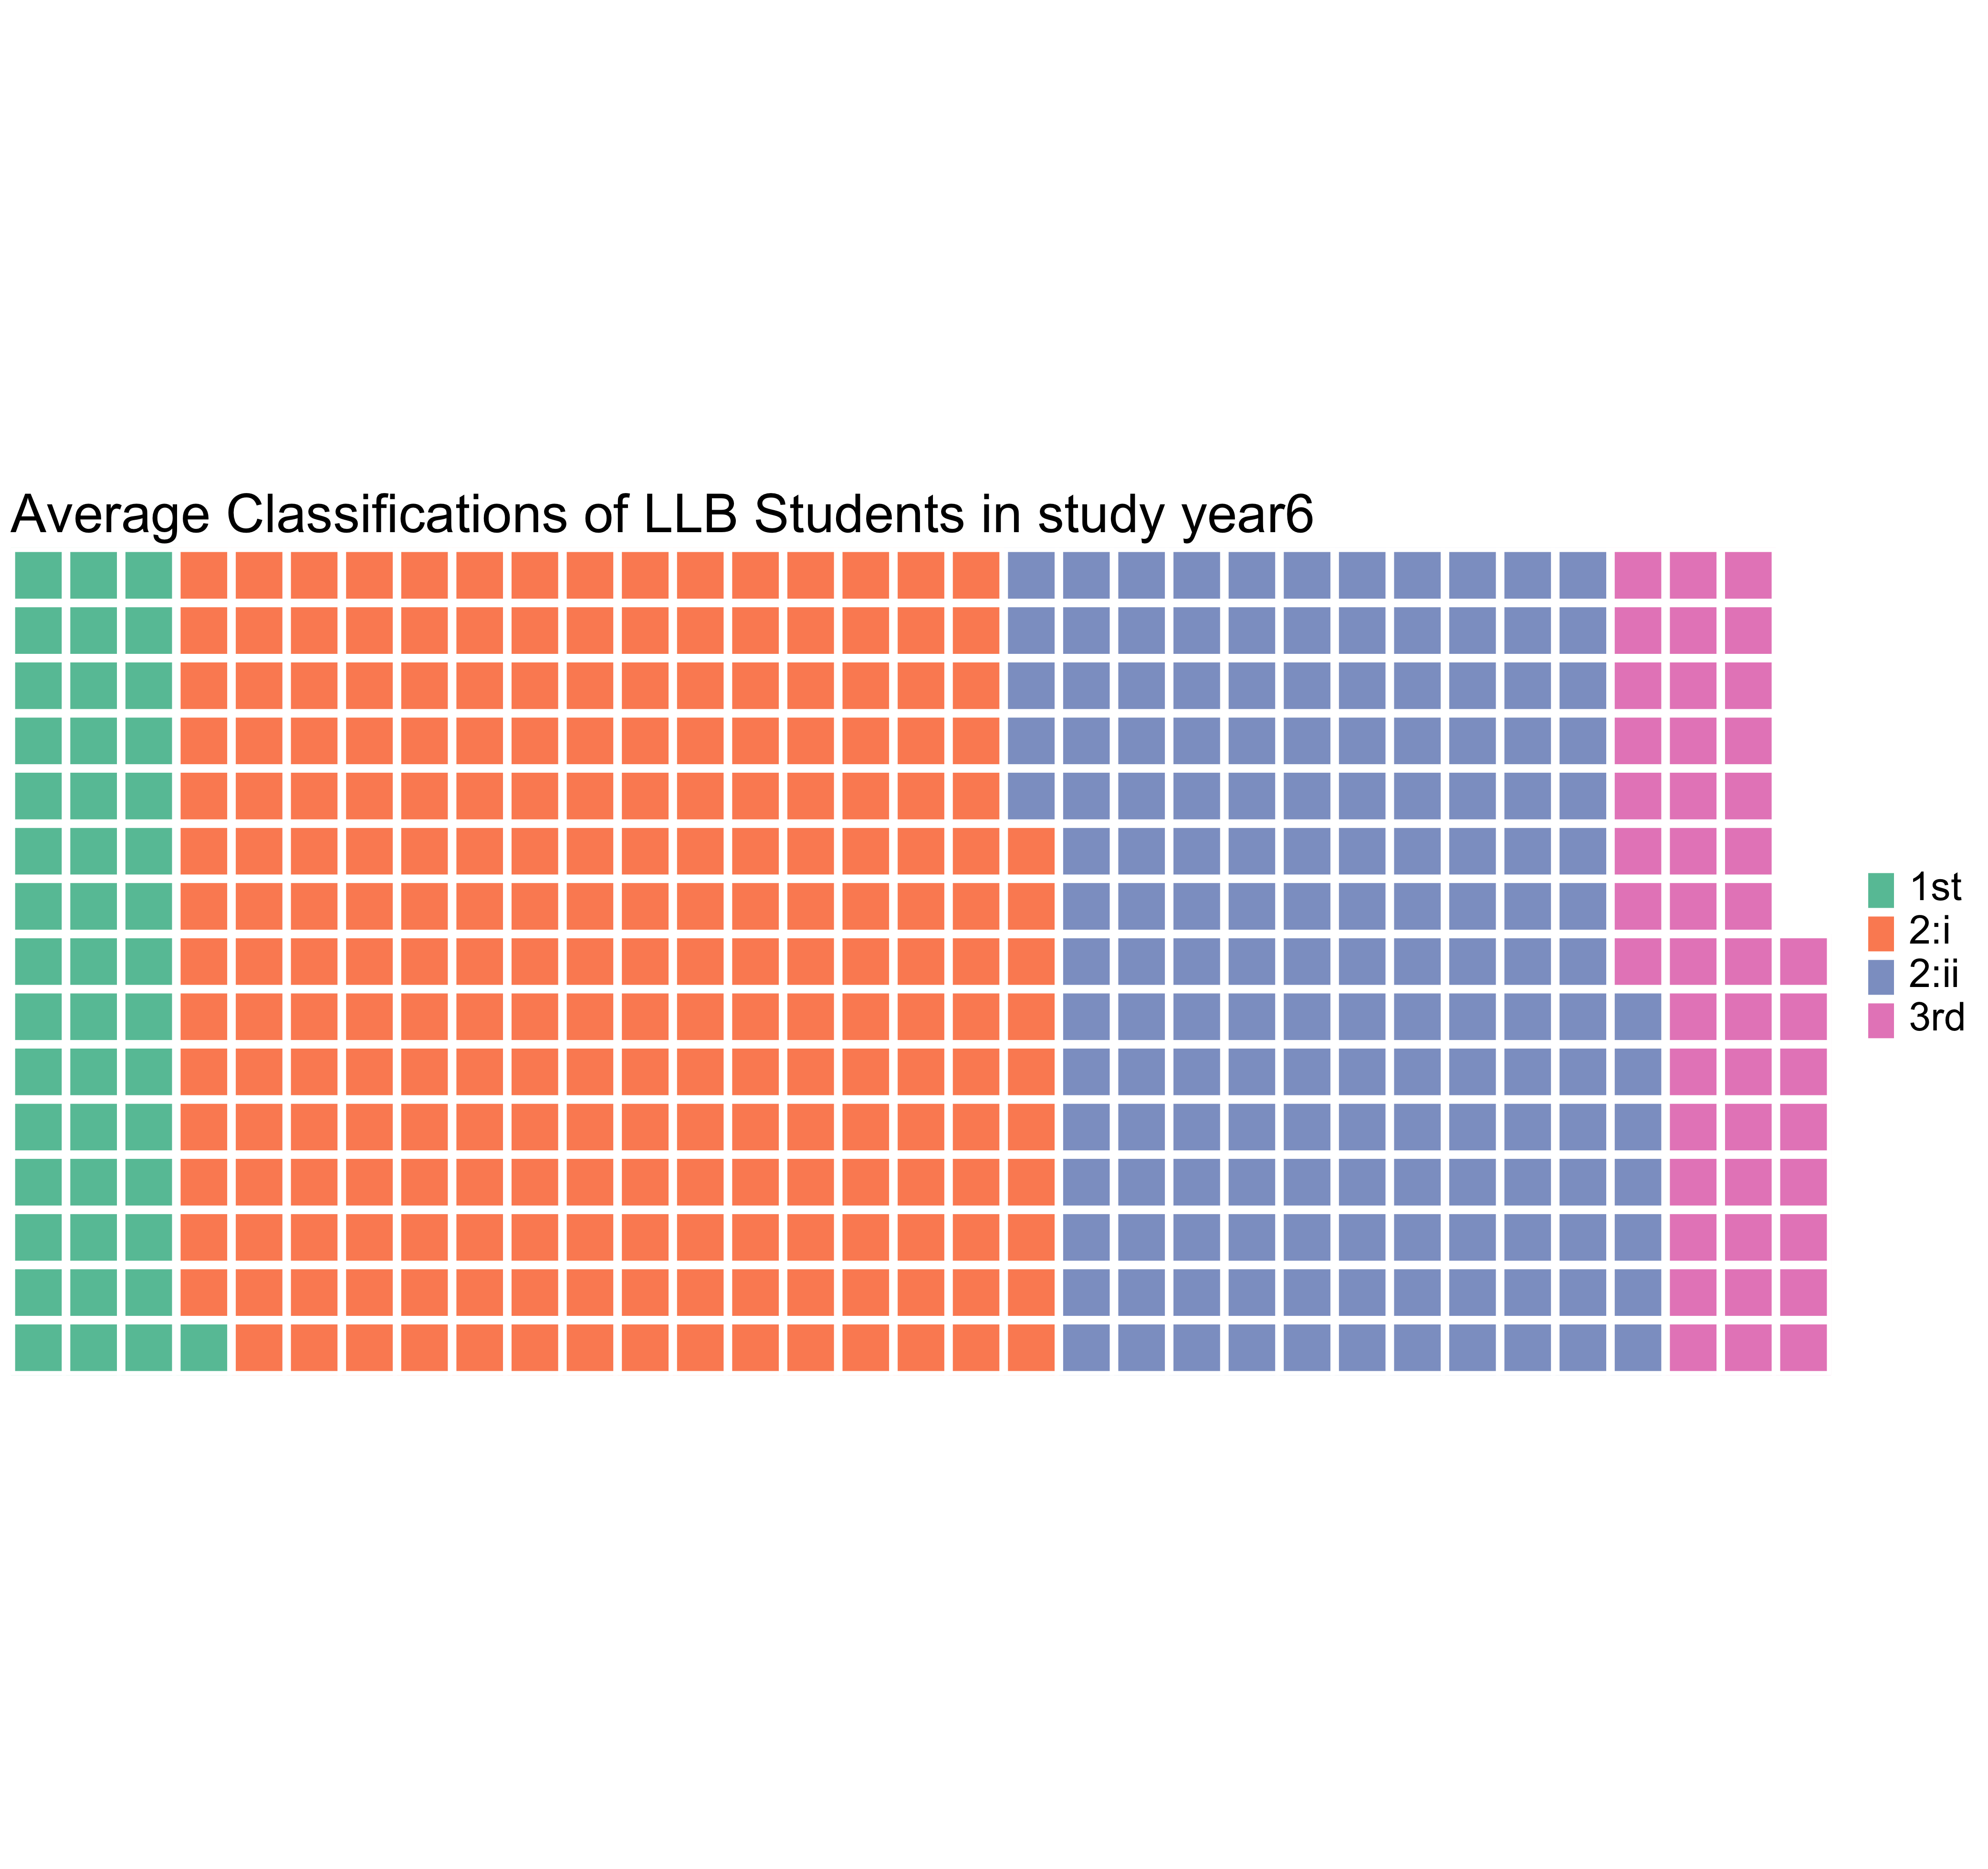 Average Classifications of LLB Students in study year6
1st
2:i
2:ii
3rd